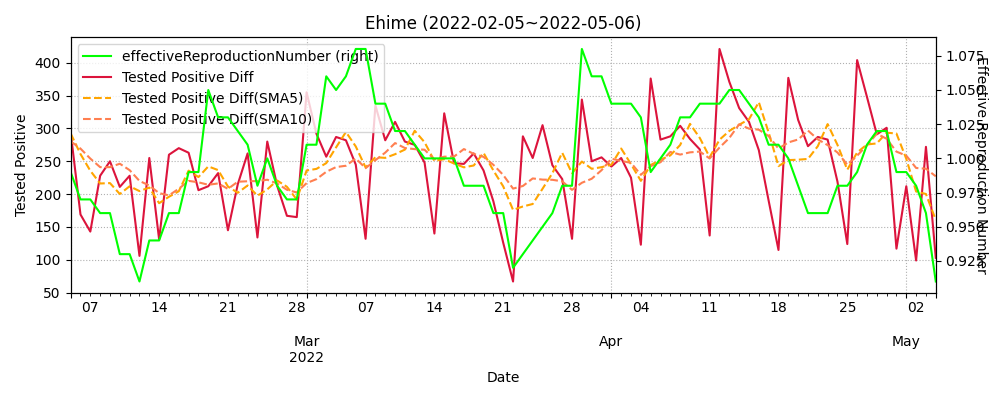 Ehime (2022-02-05~2022-05-06)
effectiveReproductionNumber (right)
Tested Positive Diff
Tested Positive Diff(SMA5)
Tested Positive Diff(SMA10)
Tested Positive
400
350
300
250
200
150
100
50
1.075
1.050
1.025
1.000
0.975
0.950
0.925
Effective Reproduction Number
07 14 21 28 07 14 21 28 04 11 18 25 02
Mar Apr May
2022
Date